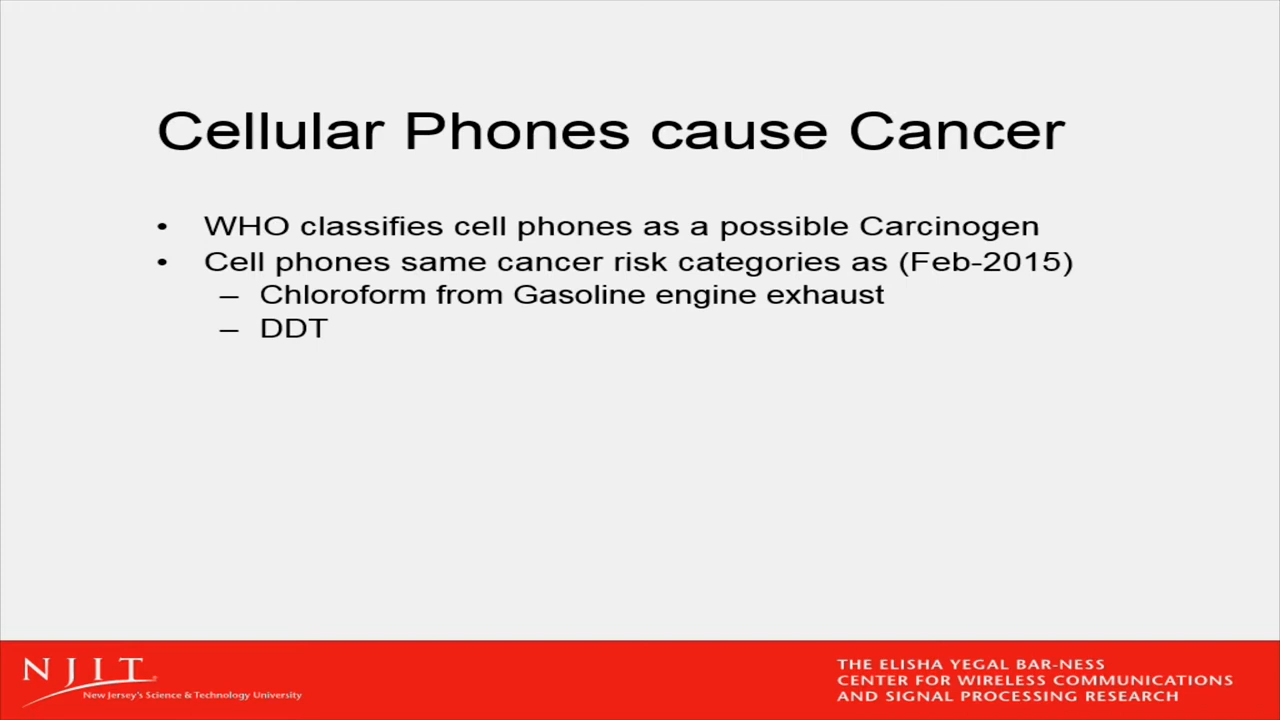 Cellular Phones cause Cancer
• WHO classifies cell phones as a possible Carcinogen
• Cell phones same cancer risk categories as (Feb-2015)
– Chloroform from Gasoline engine exhaust
– DDT
NJIT
New Jersey's Science & Technology University
THE ELISHA YEGAL BAR-NESS
CENTER FOR WIRELESS COMMUNICATIONS
AND SIGNAL PROCESSING RESEARCH